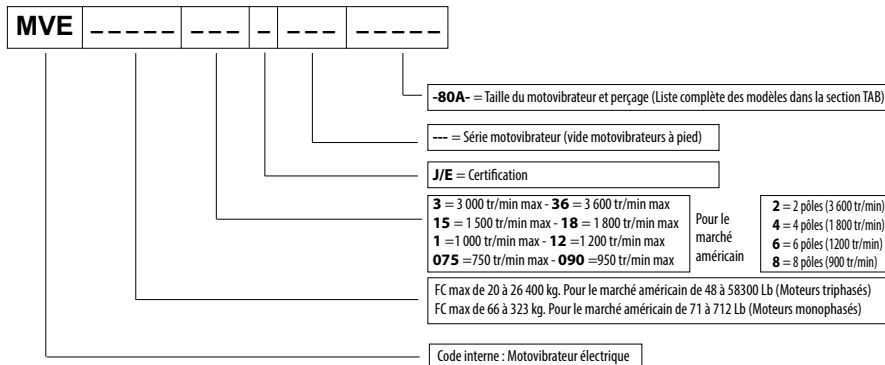 MVE _ _ _ _ _ _ _ _ _ _ _ _ _ _ _ _ _
-80A- = Taille du motovibrateur et perçage (Liste complète des modèles dans la section TAB)
--- = Série motovibrateur (vide motovibrateurs à pied)
J/E = Certification
3 = 3 000 tr/min max - 36 = 3 600 tr/min max
15 = 1 500 tr/min max - 18 = 1 800 tr/min max
1 =1 000 tr/min max - 12 =1 200 tr/min max
075 =750 tr/min max - 090 =950 tr/min max
Pour le
marché
américain
2 = 2 pôles (3 600 tr/min)
4 = 4 pôles (1 800 tr/min)
6 = 6 pôles (1200 tr/min)
8 = 8 pôles (900 tr/min)
FC max de 20 à 26 400 kg. Pour le marché américain de 48 à 58300 Lb (Moteurs triphasés)
FC max de 66 à 323 kg. Pour le marché américain de 71 à 712 Lb (Moteurs monophasés)
Code interne : Motovibrateur électrique